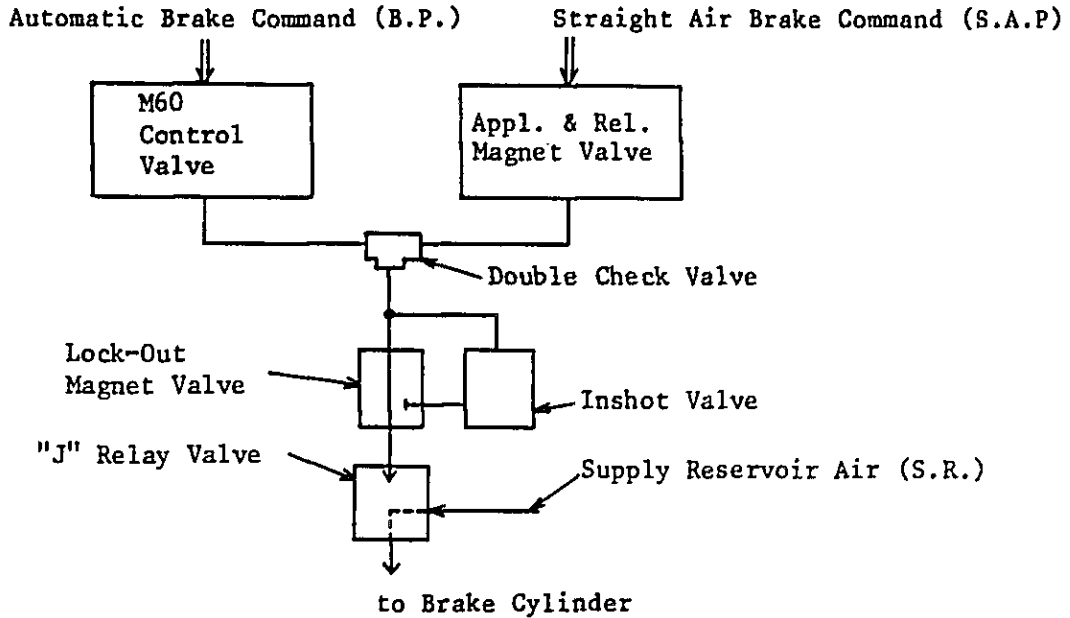 Automatic Brake Command (B.P.)
Straight Air Brake Command (S.A.P)
M60
Control
Valve
Appl. & Rel.
Magnet Valve
Double Check Valve
Lock-Out
Magnet Valve
Inshot Valve
"J" Relay Valve
Supply Reservoir Air (S.R.)
to Brake Cylinder